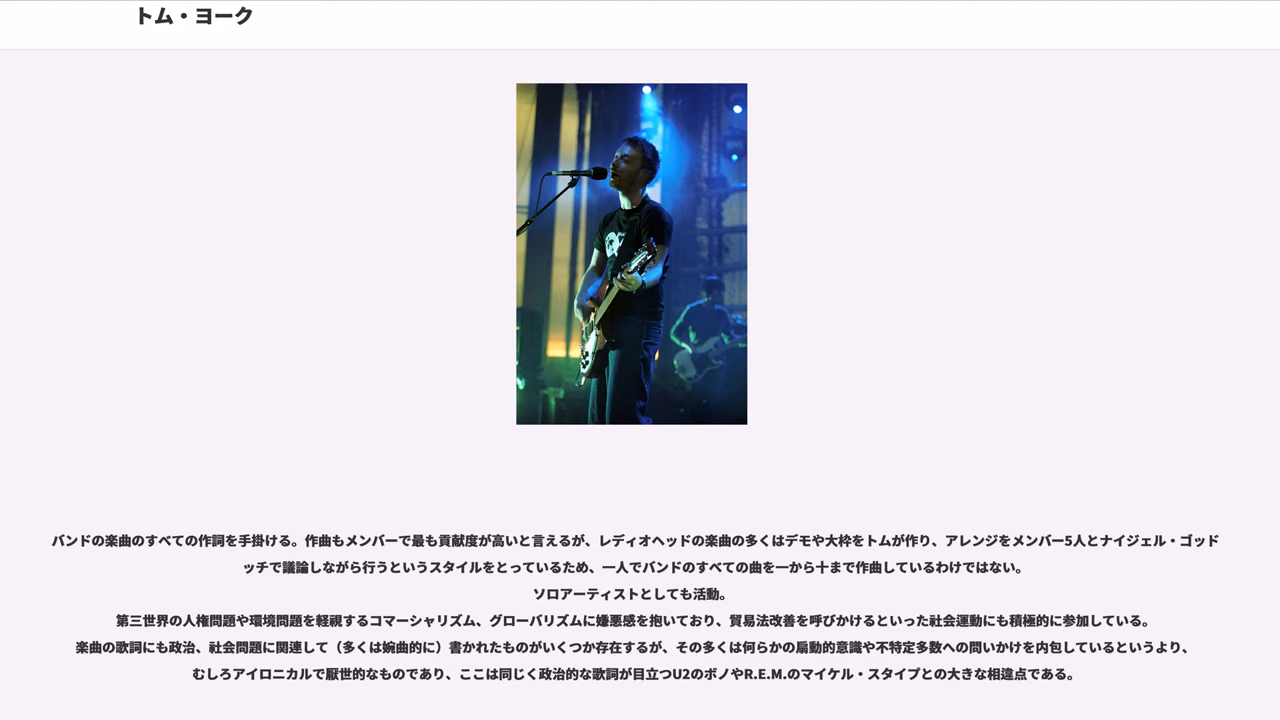 トム・ヨーク
バンドの楽曲のすべての作詞を手掛ける。作曲もメンバーで最も貢献度が高いと言えるが、レディオヘッドの楽曲の多くはデモや大枠をトムが作り、アレンジをメンバー5人とナイジェル・ゴッド
ッチで議論しながら行うというスタイルをとっているため、一人でバンドのすべての曲を一から十まで作曲しているわけではない。
ソロアーティストとしても活動。
第三世界の人権問題や環境問題を軽視するコマーシャリズム、グローバリズムに嫌悪感を抱いており、貿易法改善を呼びかけるといった社会運動にも積極的に参加している。
楽曲の歌詞にも政治、社会問題に関連して（多くは婉曲的に）書かれたものがいくつか存在するが、その多くは何らかの扇動的意識や不特定多数への問いかけを内包しているというより、
むしろアイロニカルで厭世的なものであり、ここは同じく政治的な歌詞が目立つU2のボノやR.E.M.のマイケル・スタイプとの大きな相違点である。